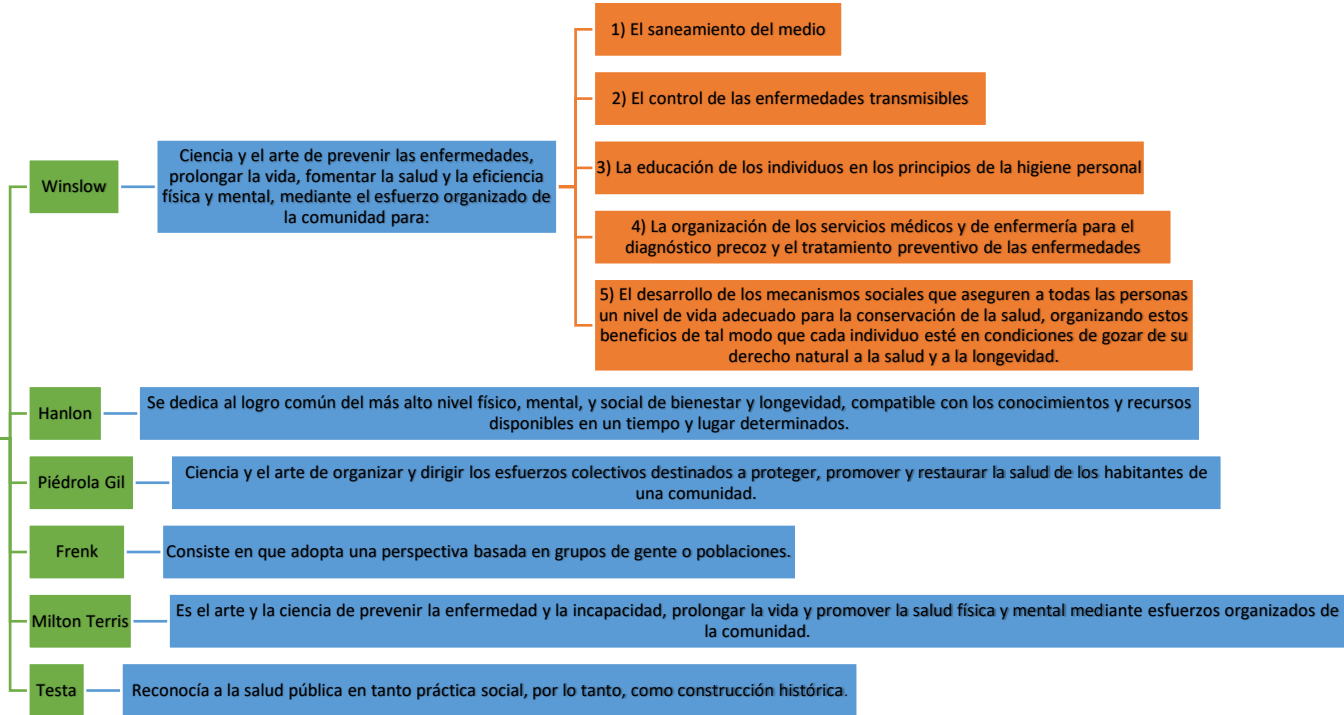 1) El saneamiento del medio
2) El control de las enfermedades transmisibles
Winslow
Ciencia y el arte de prevenir las enfermedades,
prolongar la vida, fomentar la salud y la eficiencia
física y mental, mediante el esfuerzo organizado de
la comunidad para:
3) La educación de los individuos en los principios de la higiene personal
4) La organización de los servicios médicos y de enfermería para el
diagnóstico precoz y el tratamiento preventivo de las enfermedades
5) El desarrollo de los mecanismos sociales que aseguren a todas las personas
un nivel de vida adecuado para la conservación de la salud, organizando estos
beneficios de tal modo que cada individuo esté en condiciones de gozar de su
derecho natural a la salud y a la longevidad.
Hanlon
Se dedica al logro común del más alto nivel físico, mental, y social de bienestar y longevidad, compatible con los conocimientos y recursos
disponibles en un tiempo y lugar determinados.
Piédrola Gil
Ciencia y el arte de organizar y dirigir los esfuerzos colectivos destinados a proteger, promover y restaurar la salud de los habitantes de
una comunidad.
Frenk
Consiste en que adopta una perspectiva basada en grupos de gente o poblaciones.
Milton Terris
Es el arte y la ciencia de prevenir la enfermedad y la incapacidad, prolongar la vida y promover la salud física y mental mediante esfuerzos organizados de
la comunidad.
Testa
Reconocía a la salud pública en tanto práctica social, por lo tanto, como construcción histórica.